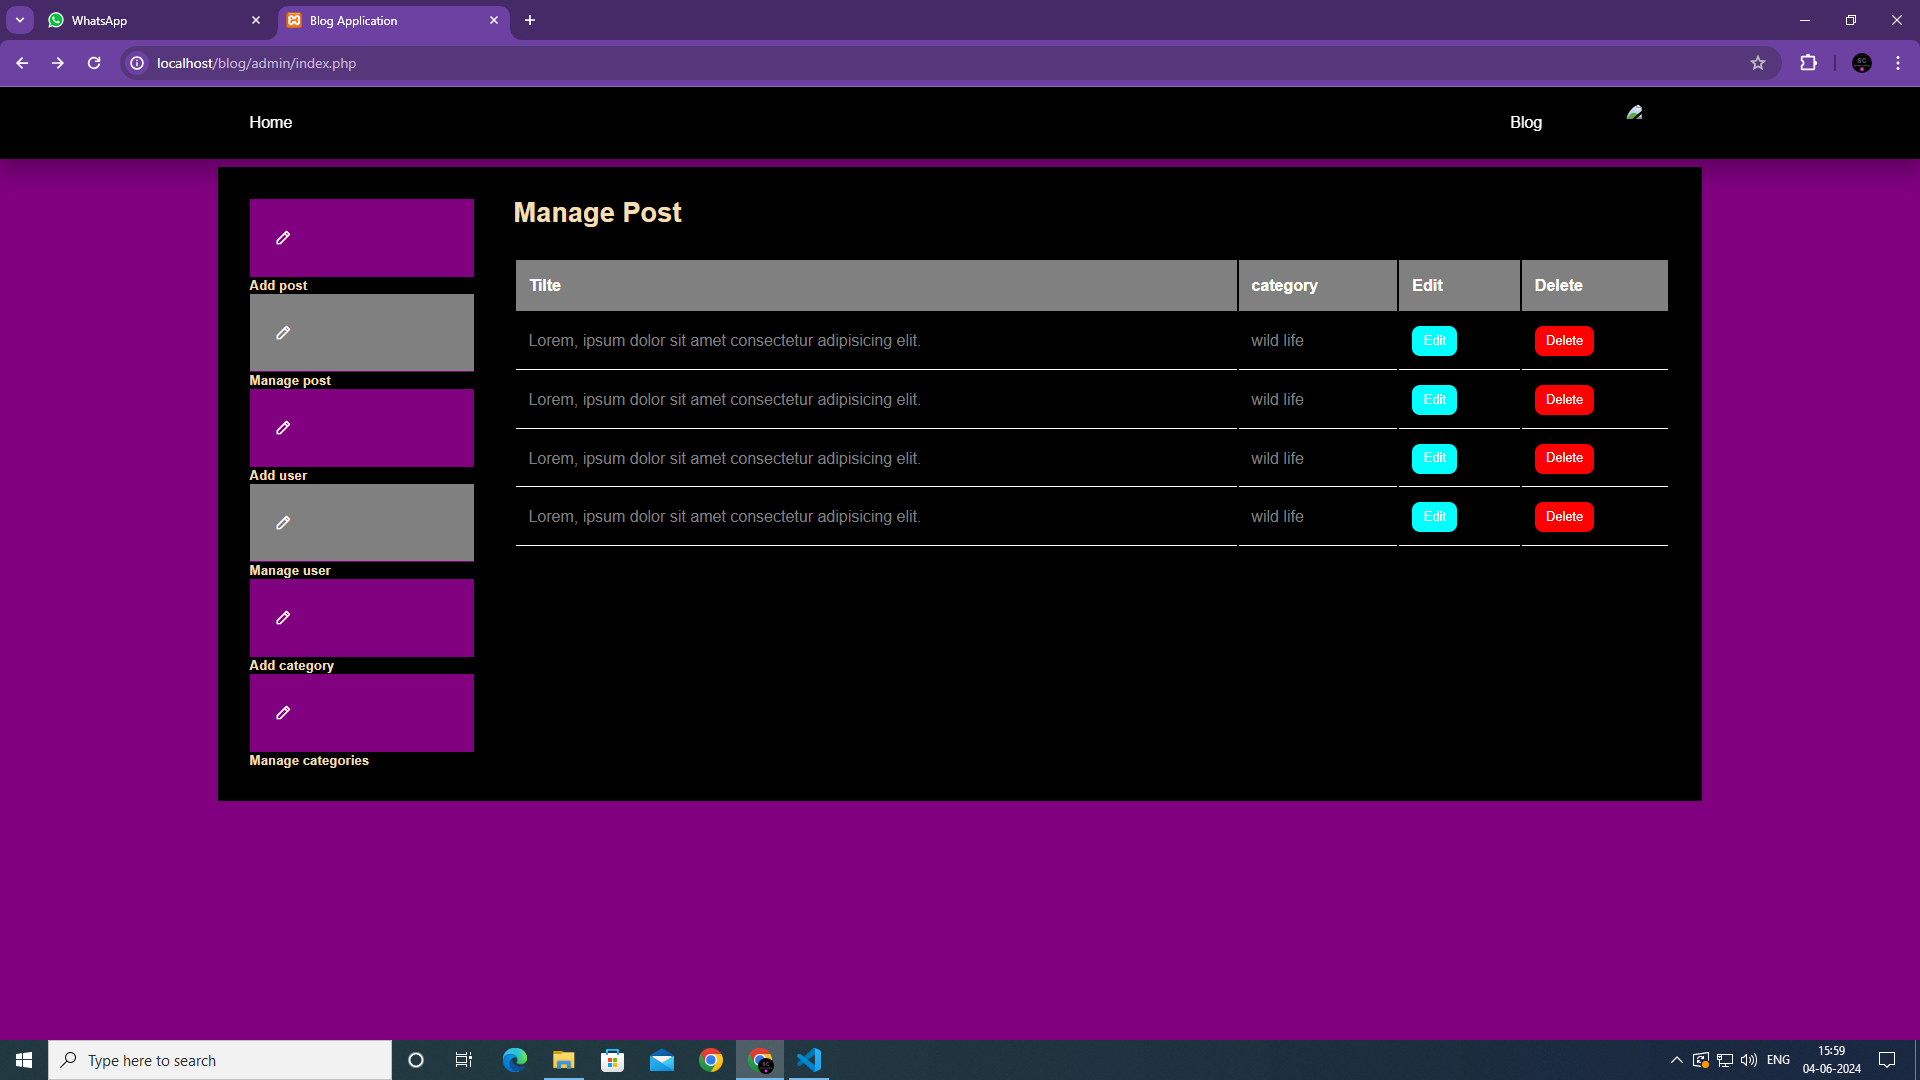 WhatsApp
Blog Application
localhost/blog/admin/index.php
Home
Blog
Add post
Manage post
Add user
Manage user
Add category
Manage categories
Manage Post
Tilte category Edit Delete
Lorem, ipsum dolor sit amet consectetur adipisicing elit. wild life Edit Delete
Lorem, ipsum dolor sit amet consectetur adipisicing elit. wild life Edit Delete
Lorem, ipsum dolor sit amet consectetur adipisicing elit. wild life Edit Delete
Lorem, ipsum dolor sit amet consectetur adipisicing elit. wild life Edit Delete
Type here to search
ENG
15:59
04-06-2024